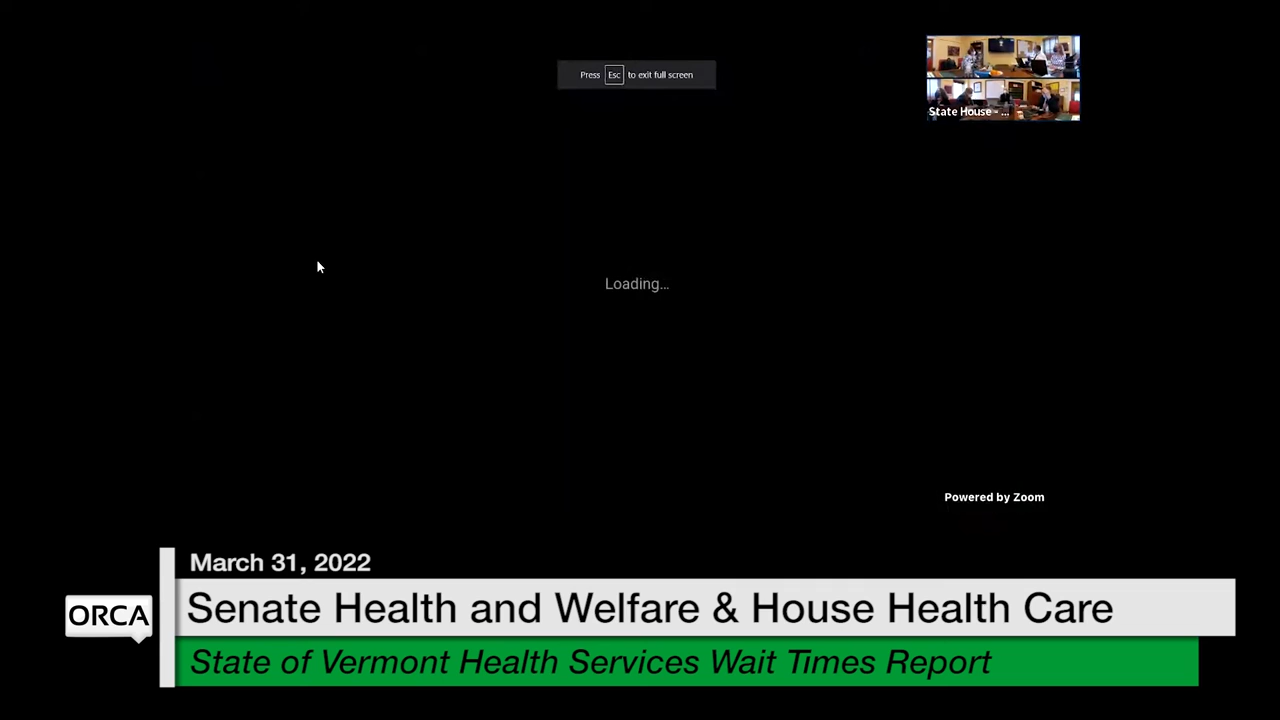 Press Esc to exit full screen
State House - ...
Loading...
Powered by Zoom
March 31, 2022
Senate Health and Welfare & House Health Care
ORCA
State of Vermont Health Services Wait Times Report